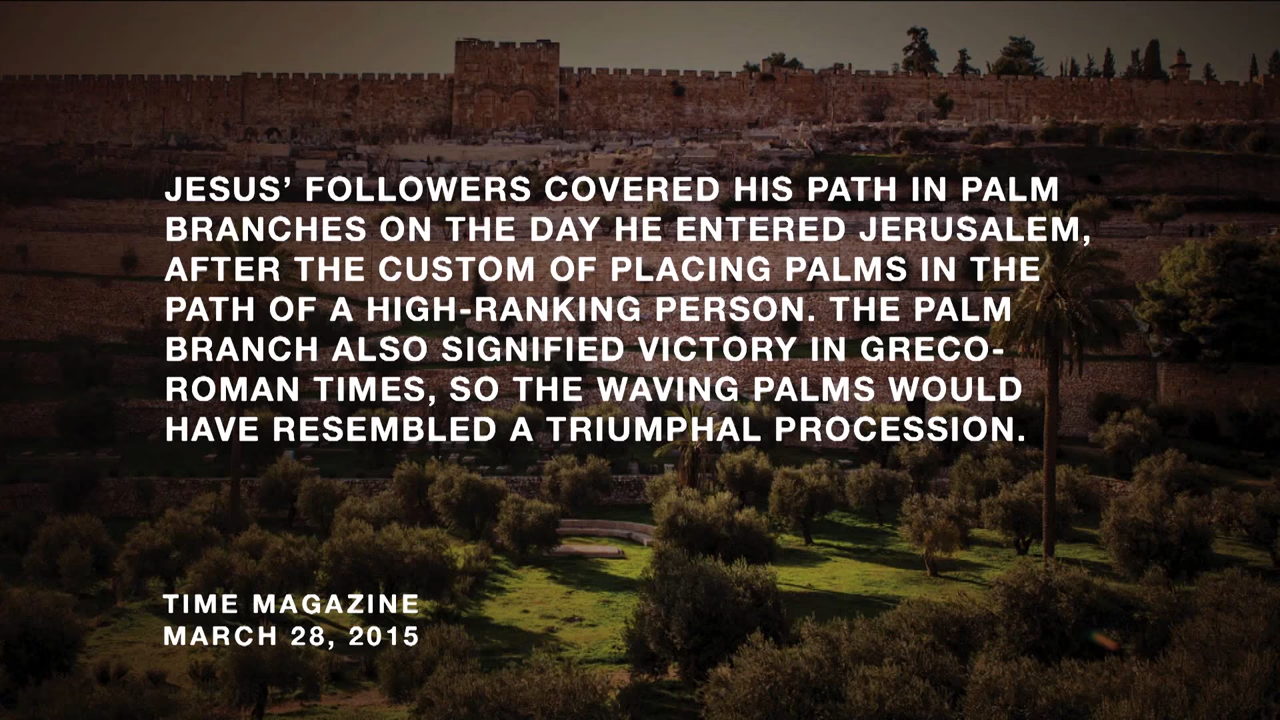 JESUS’ FOLLOWERS COVERED HIS PATH IN PALM
BRANCHES ON THE DAY HE ENTERED JERUSALEM,
AFTER THE CUSTOM OF PLACING PALMS IN THE
PATH OF A HIGH-RANKING PERSON. THE PALM
BRANCH ALSO SIGNIFIED VICTORY IN GRECO-
ROMAN TIMES, SO THE WAVING PALMS WOULD
HAVE RESEMBLED A TRIUMPHAL PROCESSION.
TIME MAGAZINE
MARCH 28, 2015